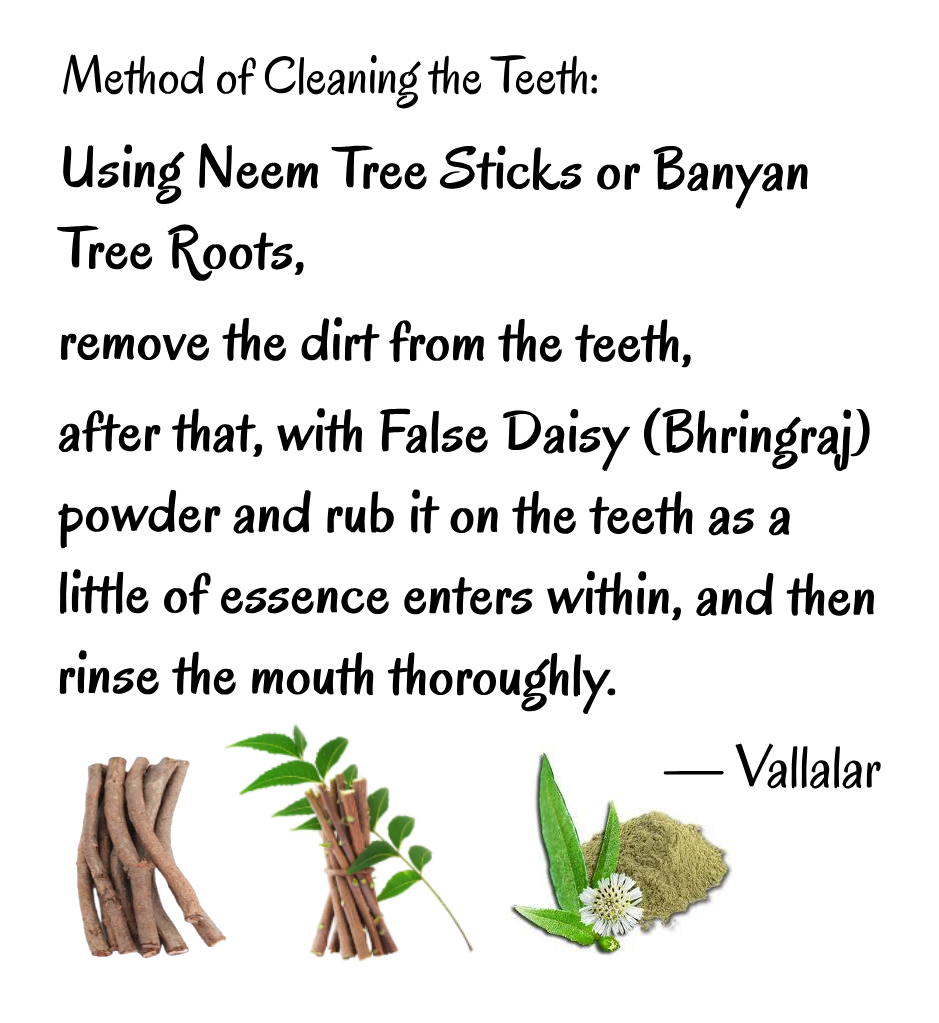 Method of Cleaning the Teeth:
Using Neem Tree Sticks or Banyan
Tree Roots,
remove the dirt from the teeth,
after that, with False Daisy (Bhringraj)
powder and rub it on the teeth as a
little of essence enters within, and then
rinse the mouth thoroughly.
— Vallalar